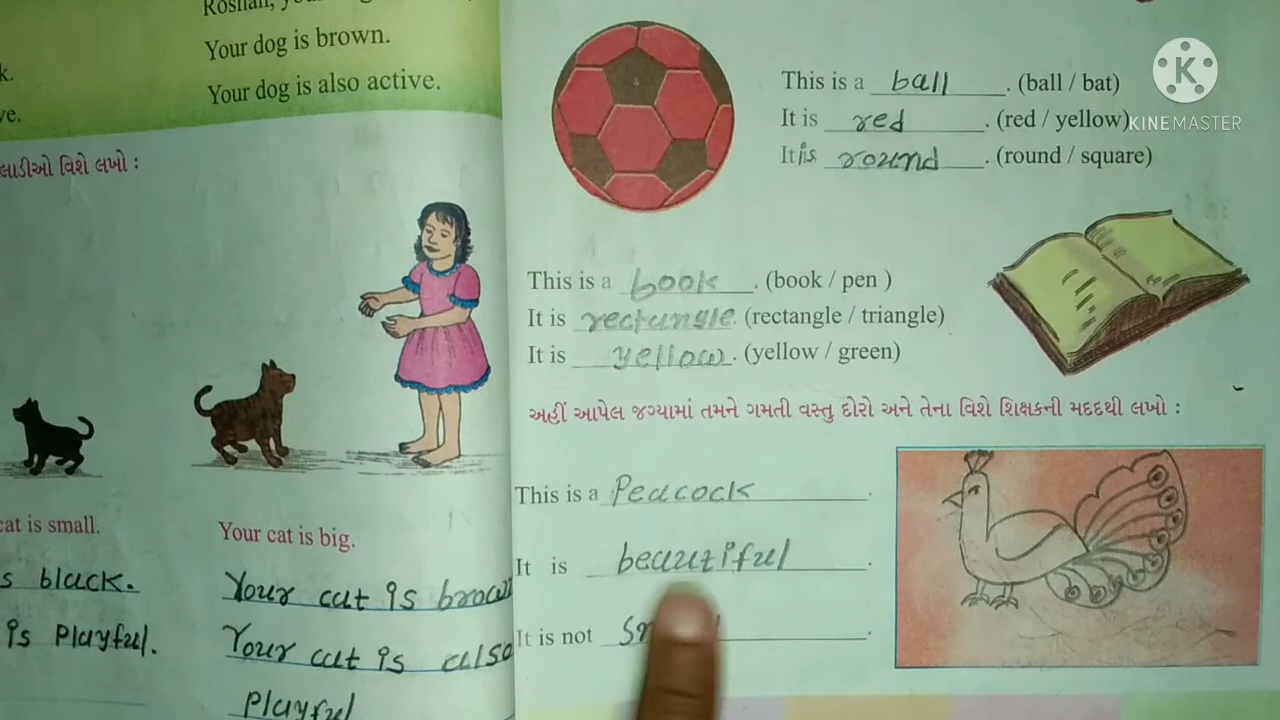 Roshan,
Your dog is brown.
Your dog is also active.
k.
ve.
લાડીઓ વિશે લખો :
cat is small.
s black.
is Playful.
Your cat is big.
Your cat is brow
Your cat is also
Playful
This is a ball. (ball / bat)
It is red. (red / yellow)
It is round. (round / square)
KINEMASTER
This is a book. (book / pen )
It is rectangle. (rectangle / triangle)
It is yellow. (yellow / green)
અહીં આપેલ જગ્યામાં તમને ગમતી વસ્તુ દોરો અને તેના વિશે શિક્ષકની મદદથી લખો :
This is a Peacock.
It is beautiful.
It is not